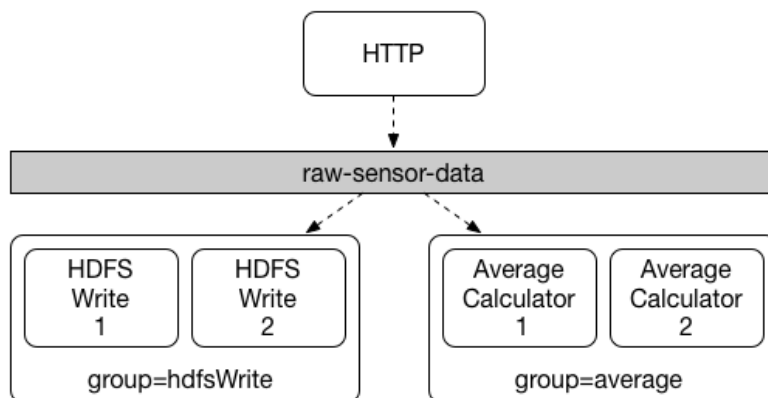 HTTP
raw-sensor-data
HDFS
Write
1
HDFS
Write
2
group=hdfsWrite
Average
Calculator
1
Average
Calculator
2
group=average